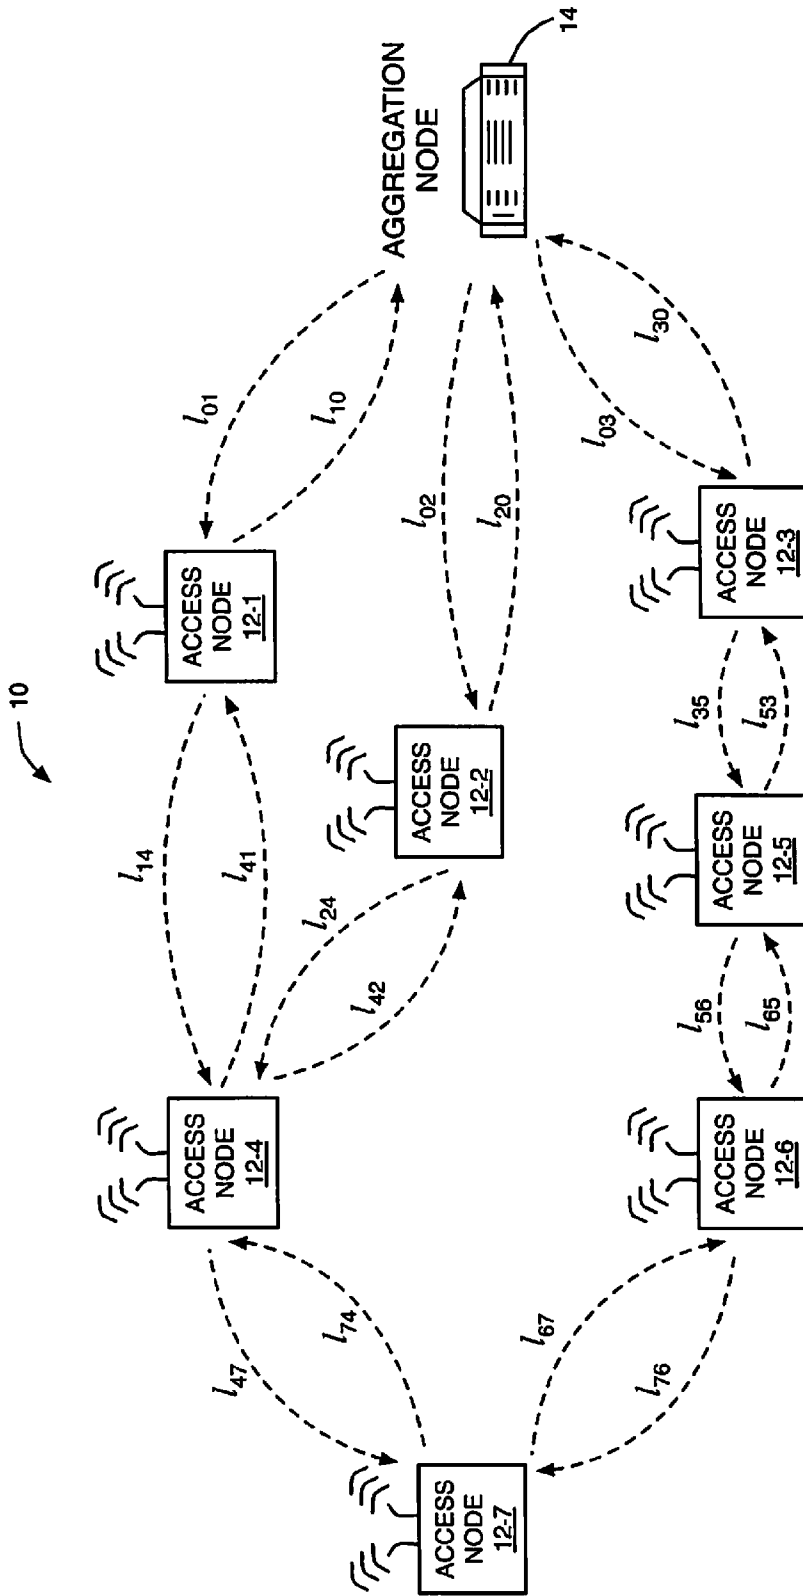 10
AGGREGATION
NODE
14
l01
l10
l02
l20
l03
l30
ACCESS
NODE
12-1
ACCESS
NODE
12-2
ACCESS
NODE
12-3
l14
l41
l24
l42
l35
l53
ACCESS
NODE
12-4
ACCESS
NODE
12-5
l56
l65
ACCESS
NODE
12-6
l47
l74
l67
l76
ACCESS
NODE
12-7